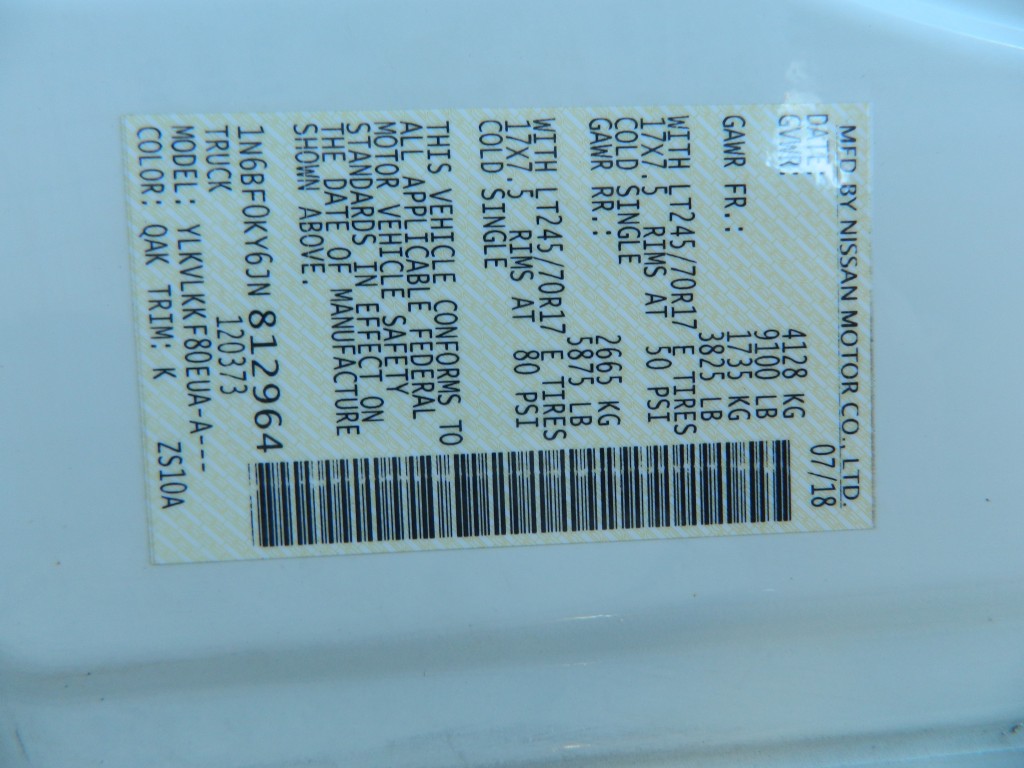 MFD BY NISSAN MOTOR CO., LTD.
DATE: 07/18
GVWR: 4128 KG
9100 LB
GAWR FR.: 1735 KG
3825 LB
WITH LT245/70R17 E TIRES
17X7.5 RIMS AT 50 PSI
COLD SINGLE
GAWR RR.: 2665 KG
5875 LB
WITH LT245/70R17 E TIRES
17X7.5 RIMS AT 80 PSI
COLD SINGLE
THIS VEHICLE CONFORMS TO
ALL APPLICABLE FEDERAL
MOTOR VEHICLE SAFETY
STANDARDS IN EFFECT ON
THE DATE OF MANUFACTURE
SHOWN ABOVE.
1N6BF0KY6JN 812964
TRUCK 120373
MODEL: YLKVLKKF80EUA-A---
COLOR: QAK TRIM: K ZS10A